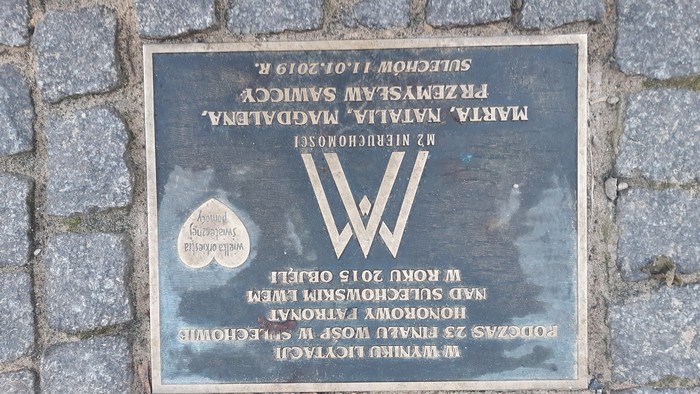 W WYNIKU LICYTACJI
PODCZAS 23 FINAŁU WOŚP W SULECHOWIE
HONOROWY PATRONAT
NAD SULECHOWSKIM LWEM
W ROKU 2015 OBJĘLI
wielka orkiestra
świątecznej
pomocy
M2 NIERUCHOMOŚCI
MARTA, NATALIA, MAGDALENA,
PRZEMYSŁAW SAWICCY.
SULECHÓW 11.01.2019 R.